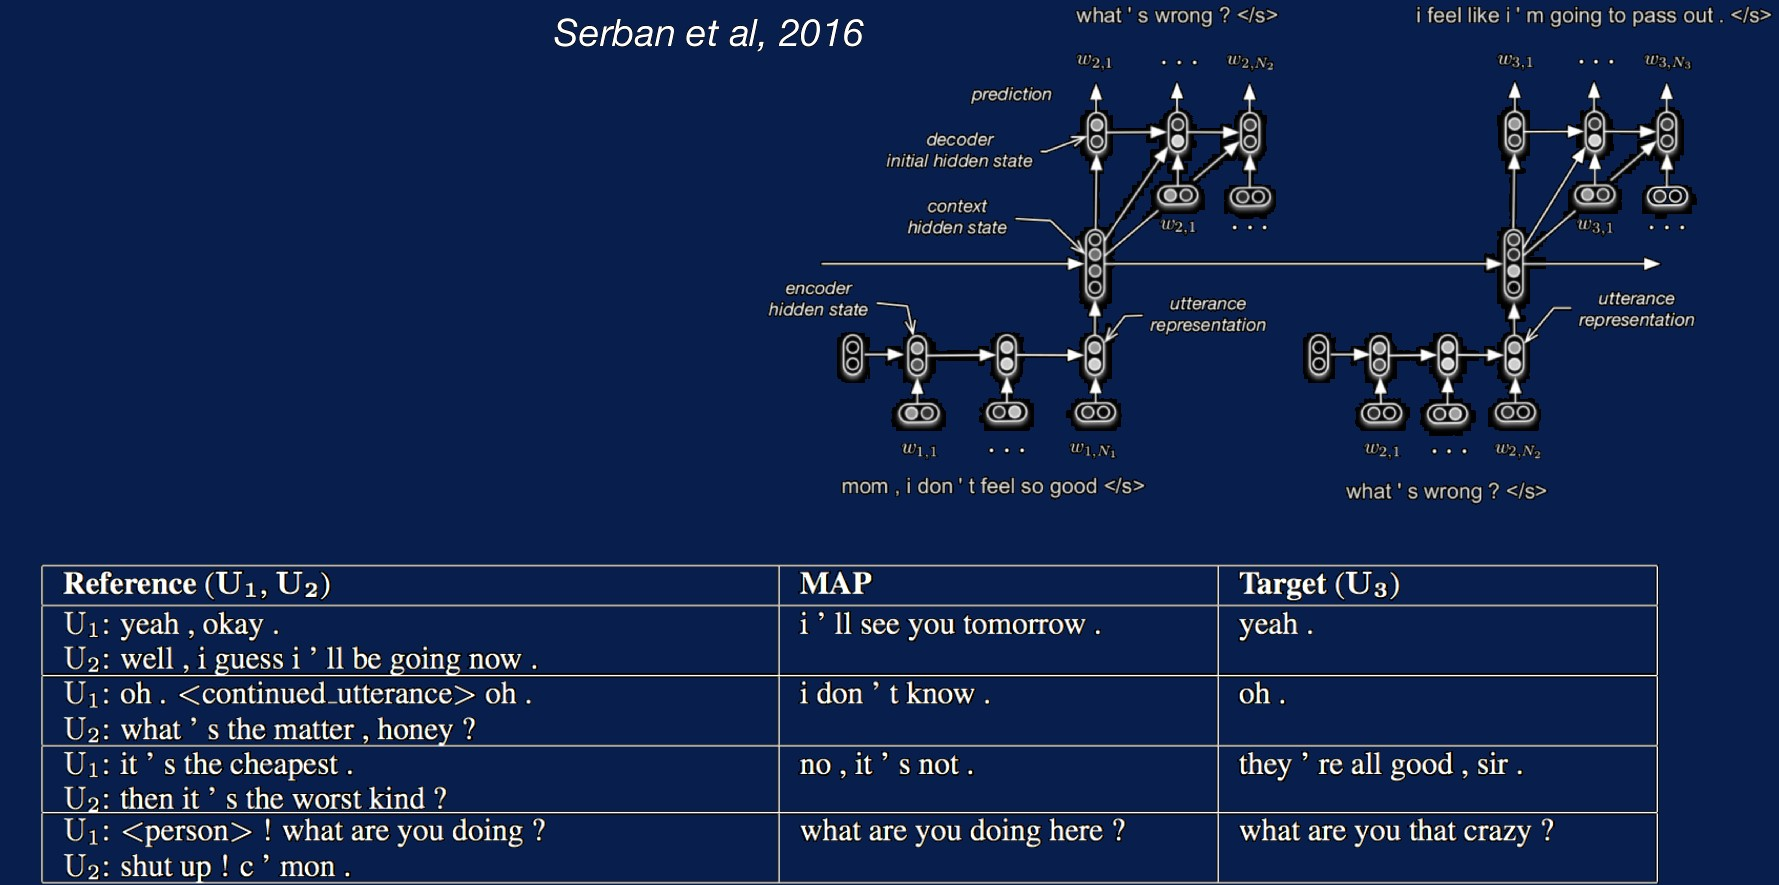 Serban et al, 2016
what ' s wrong ? </s>
i feel like i ' m going to pass out . </s>
w2,1 . . . w2,N2
w3,1 . . . w3,N3
prediction
decoder
initial hidden state
context
hidden state
w2,1 . . .
w3,1 . . .
encoder
hidden state
utterance
representation
utterance
representation
w1,1 . . . w1,N1
w2,1 . . . w2,N2
mom , i don ' t feel so good </s>
what ' s wrong ? </s>
Reference (U1, U2) MAP Target (U3)
U1: yeah , okay . i ’ ll see you tomorrow . yeah .
U2: well , i guess i ’ ll be going now .
U1: oh . <continued_utterance> oh . i don ’ t know . oh .
U2: what ’ s the matter , honey ?
U1: it ’ s the cheapest . no , it ’ s not . they ’ re all good , sir .
U2: then it ’ s the worst kind ?
U1: <person> ! what are you doing ? what are you doing here ? what are you that crazy ?
U2: shut up ! c ’ mon .